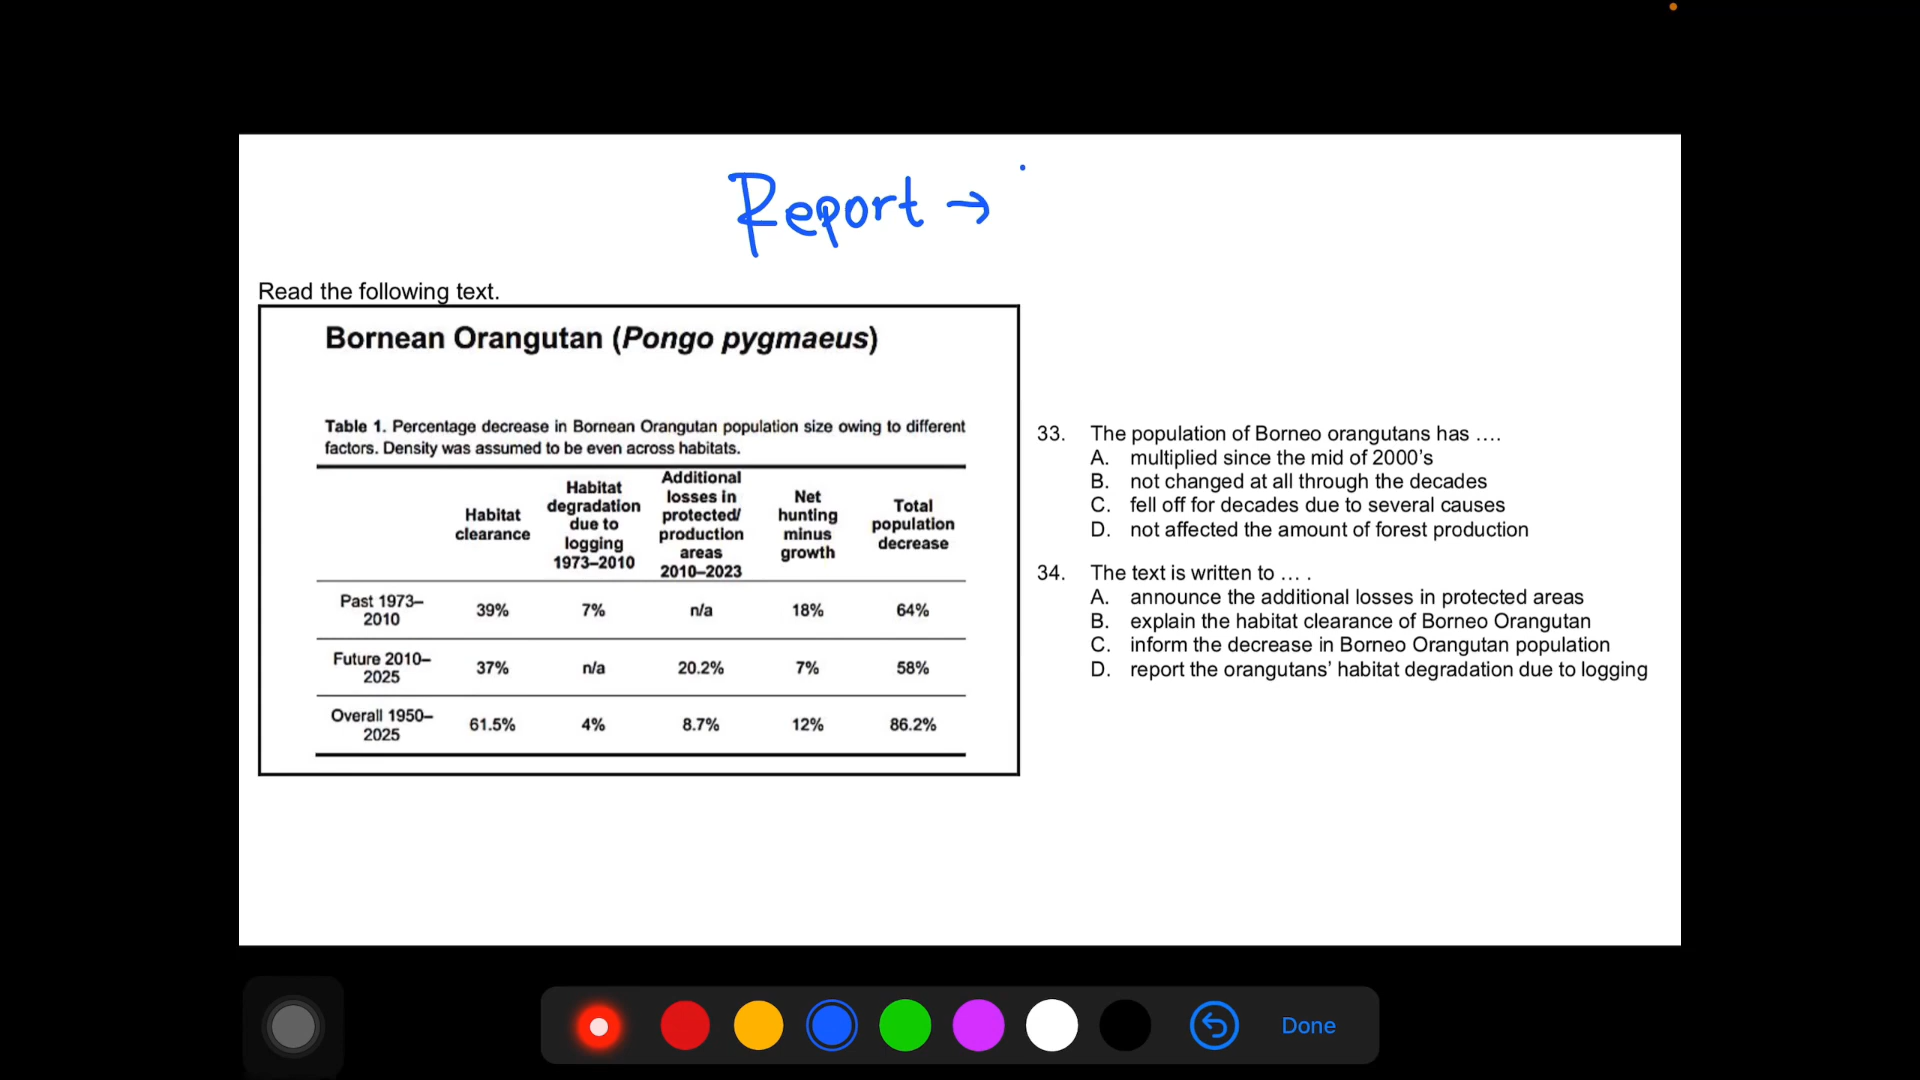 Report →
Read the following text.
Bornean Orangutan (Pongo pygmaeus)
Table 1. Percentage decrease in Bornean Orangutan population size owing to different
factors. Density was assumed to be even across habitats.
Habitat
clearance
Habitat
degradation
due to
logging
1973–2010
Additional
losses in
protected/
production
areas
2010–2023
Net
hunting
minus
growth
Total
population
decrease
Past 1973–
2010
39%
7%
n/a
18%
64%
Future 2010–
2025
37%
n/a
20.2%
7%
58%
Overall 1950–
2025
61.5%
4%
8.7%
12%
86.2%
33. The population of Borneo orangutans has ….
A. multiplied since the mid of 2000’s
B. not changed at all through the decades
C. fell off for decades due to several causes
D. not affected the amount of forest production
34. The text is written to … .
A. announce the additional losses in protected areas
B. explain the habitat clearance of Borneo Orangutan
C. inform the decrease in Borneo Orangutan population
D. report the orangutans’ habitat degradation due to logging
Done